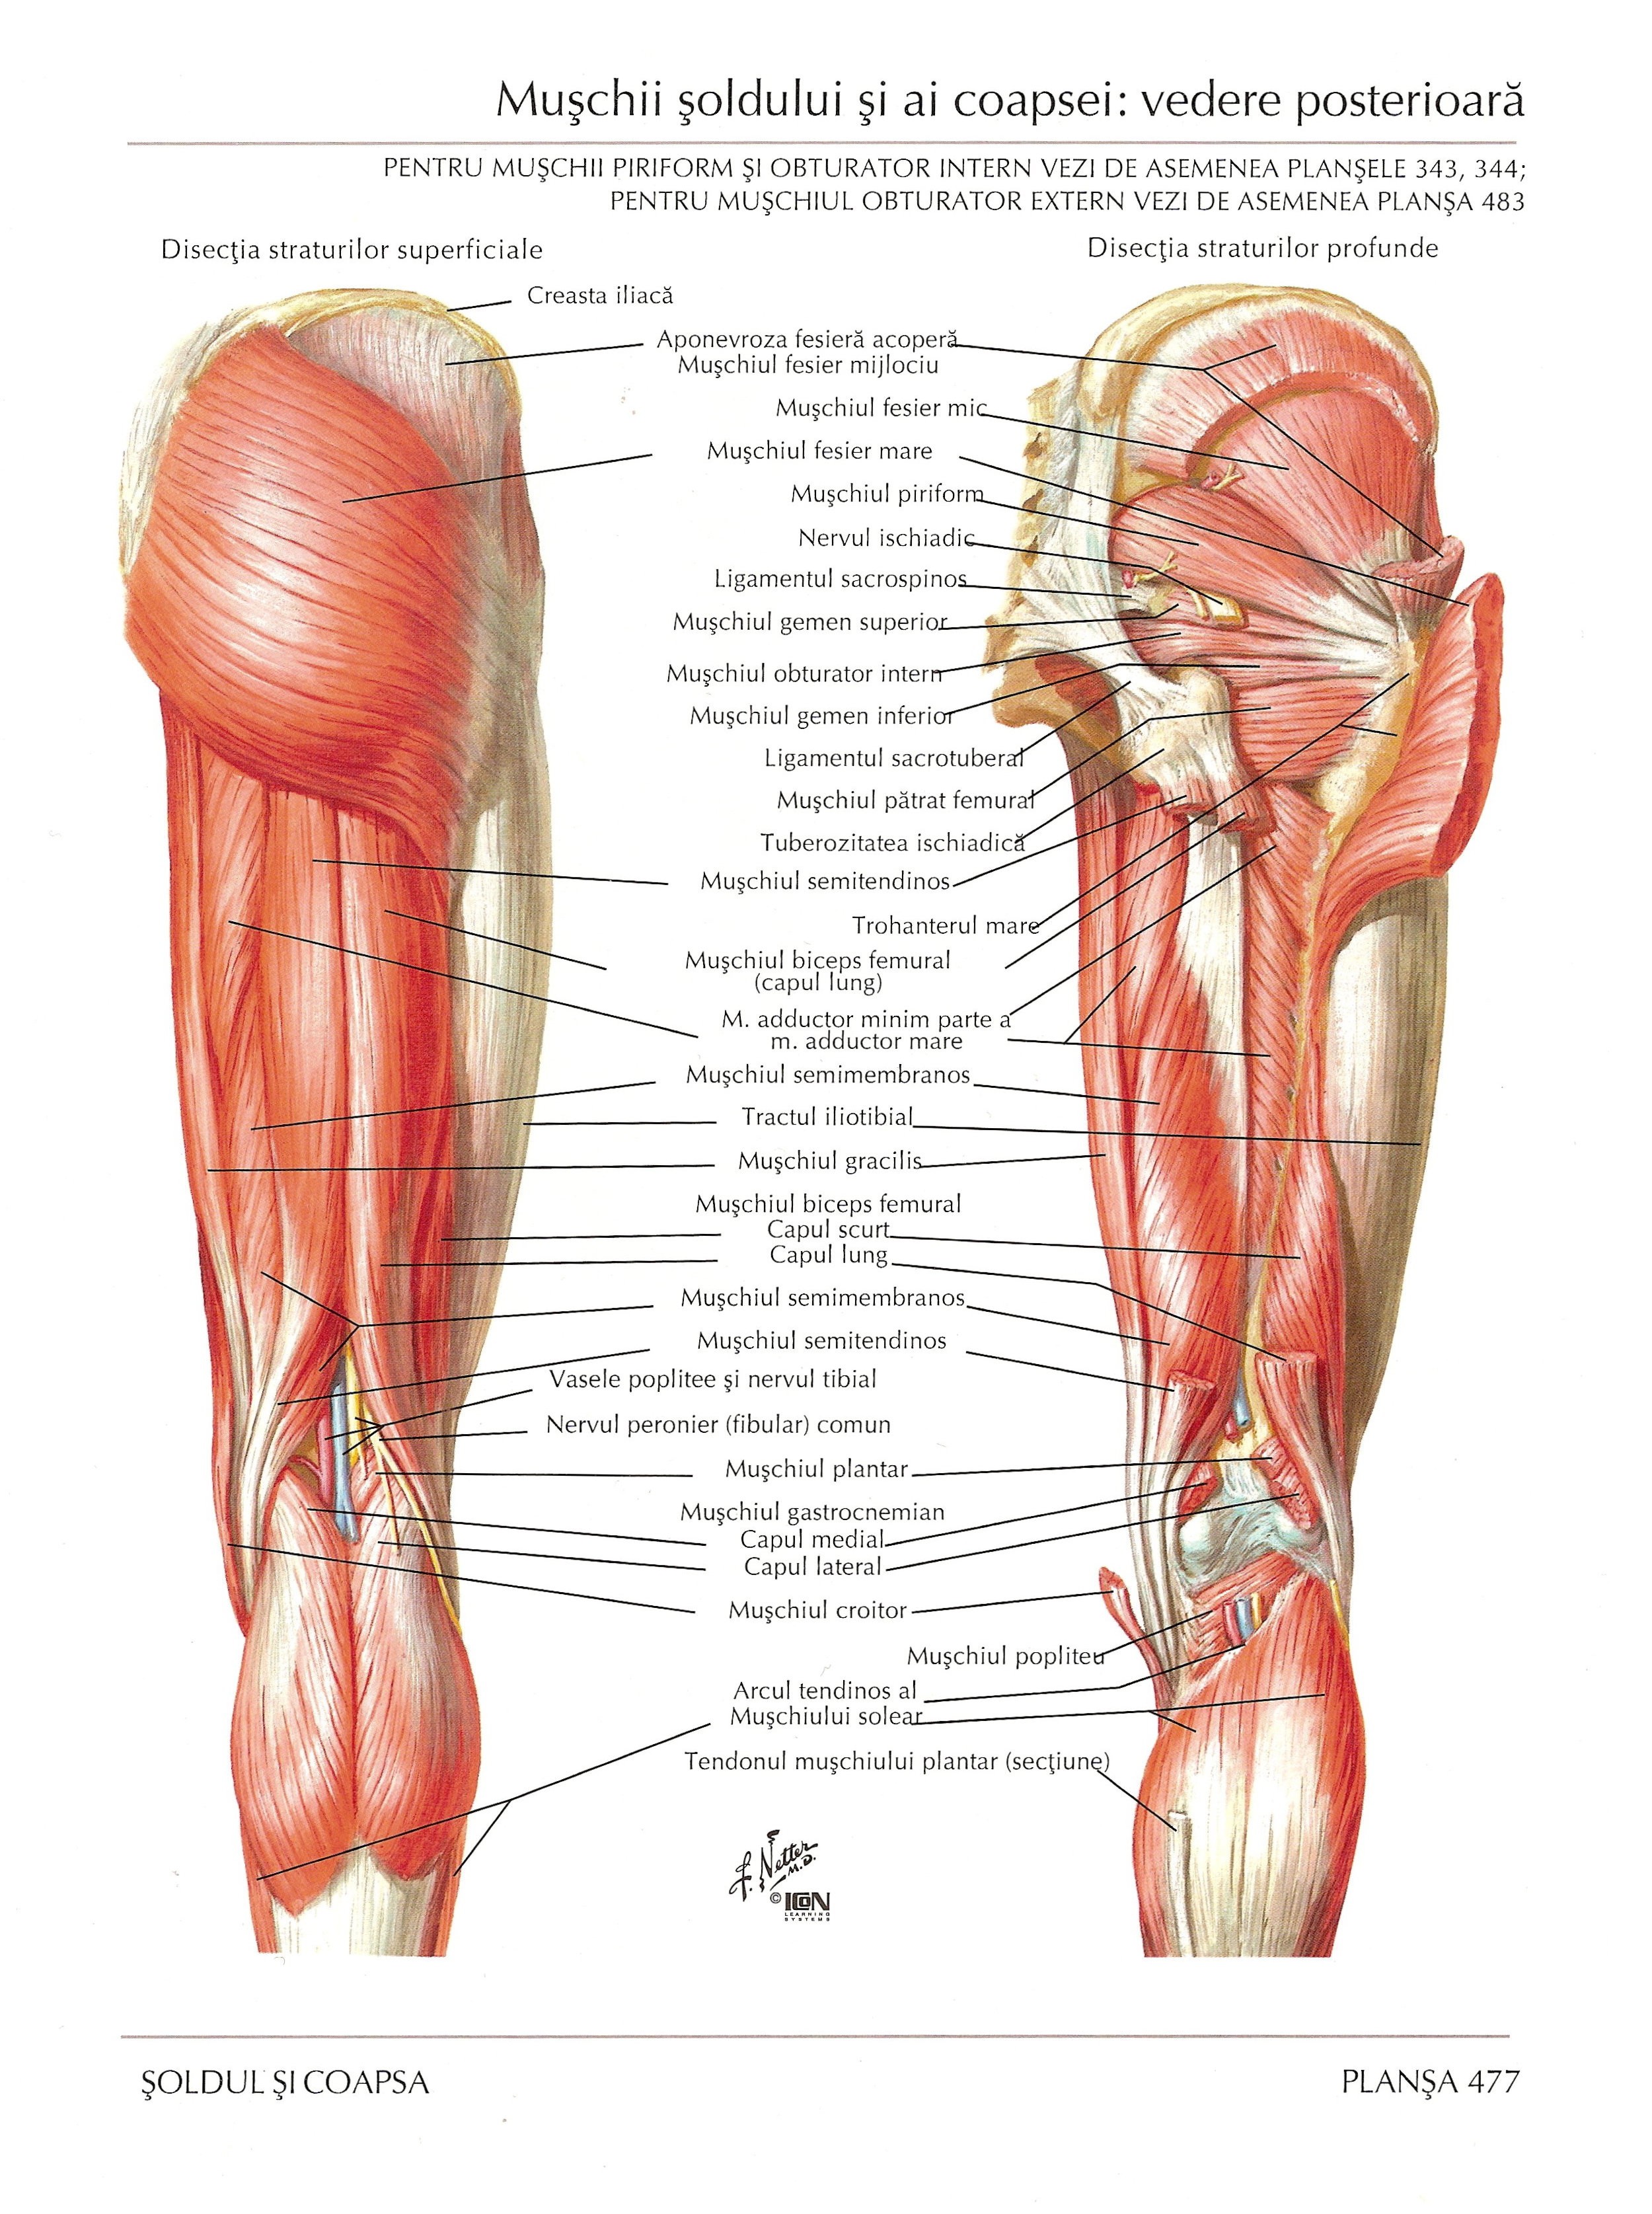 Muşchii şoldului şi ai coapsei: vedere posterioară
PENTRU MUŞCHII PIRIFORM ŞI OBTURATOR INTERN VEZI DE ASEMENEA PLANŞELE 343, 344;
PENTRU MUŞCHIUL OBTURATOR EXTERN VEZI DE ASEMENEA PLANŞA 483
Disecţia straturilor superficiale
Disecţia straturilor profunde
Creasta iliacă
Aponevroza fesieră acoperă
Muşchiul fesier mijlociu
Muşchiul fesier mic
Muşchiul fesier mare
Muşchiul piriform
Nervul ischiadic
Ligamentul sacrospinos
Muşchiul gemen superior
Muşchiul obturator intern
Muşchiul gemen inferior
Ligamentul sacrotuberal
Muşchiul pătrat femural
Tuberozitatea ischiadică
Muşchiul semitendinos
Trohanterul mare
Muşchiul biceps femural
(capul lung)
M. adductor minim parte a
m. adductor mare
Muşchiul semimembranos
Tractul iliotibial
Muşchiul gracilis
Muşchiul biceps femural
Capul scurt
Capul lung
Muşchiul semimembranos
Muşchiul semitendinos
Vasele poplitee şi nervul tibial
Nervul peronier (fibular) comun
Muşchiul plantar
Muşchiul gastrocnemian
Capul medial
Capul lateral
Muşchiul croitor
Muşchiul popliteu
Arcul tendinos al
Muşchiului solear
Tendonul muşchiului plantar (secţiune)
F. Netter
M.D.
© ICON
LEARNING
SYSTEMS
ŞOLDUL ŞI COAPSA
PLANŞA 477